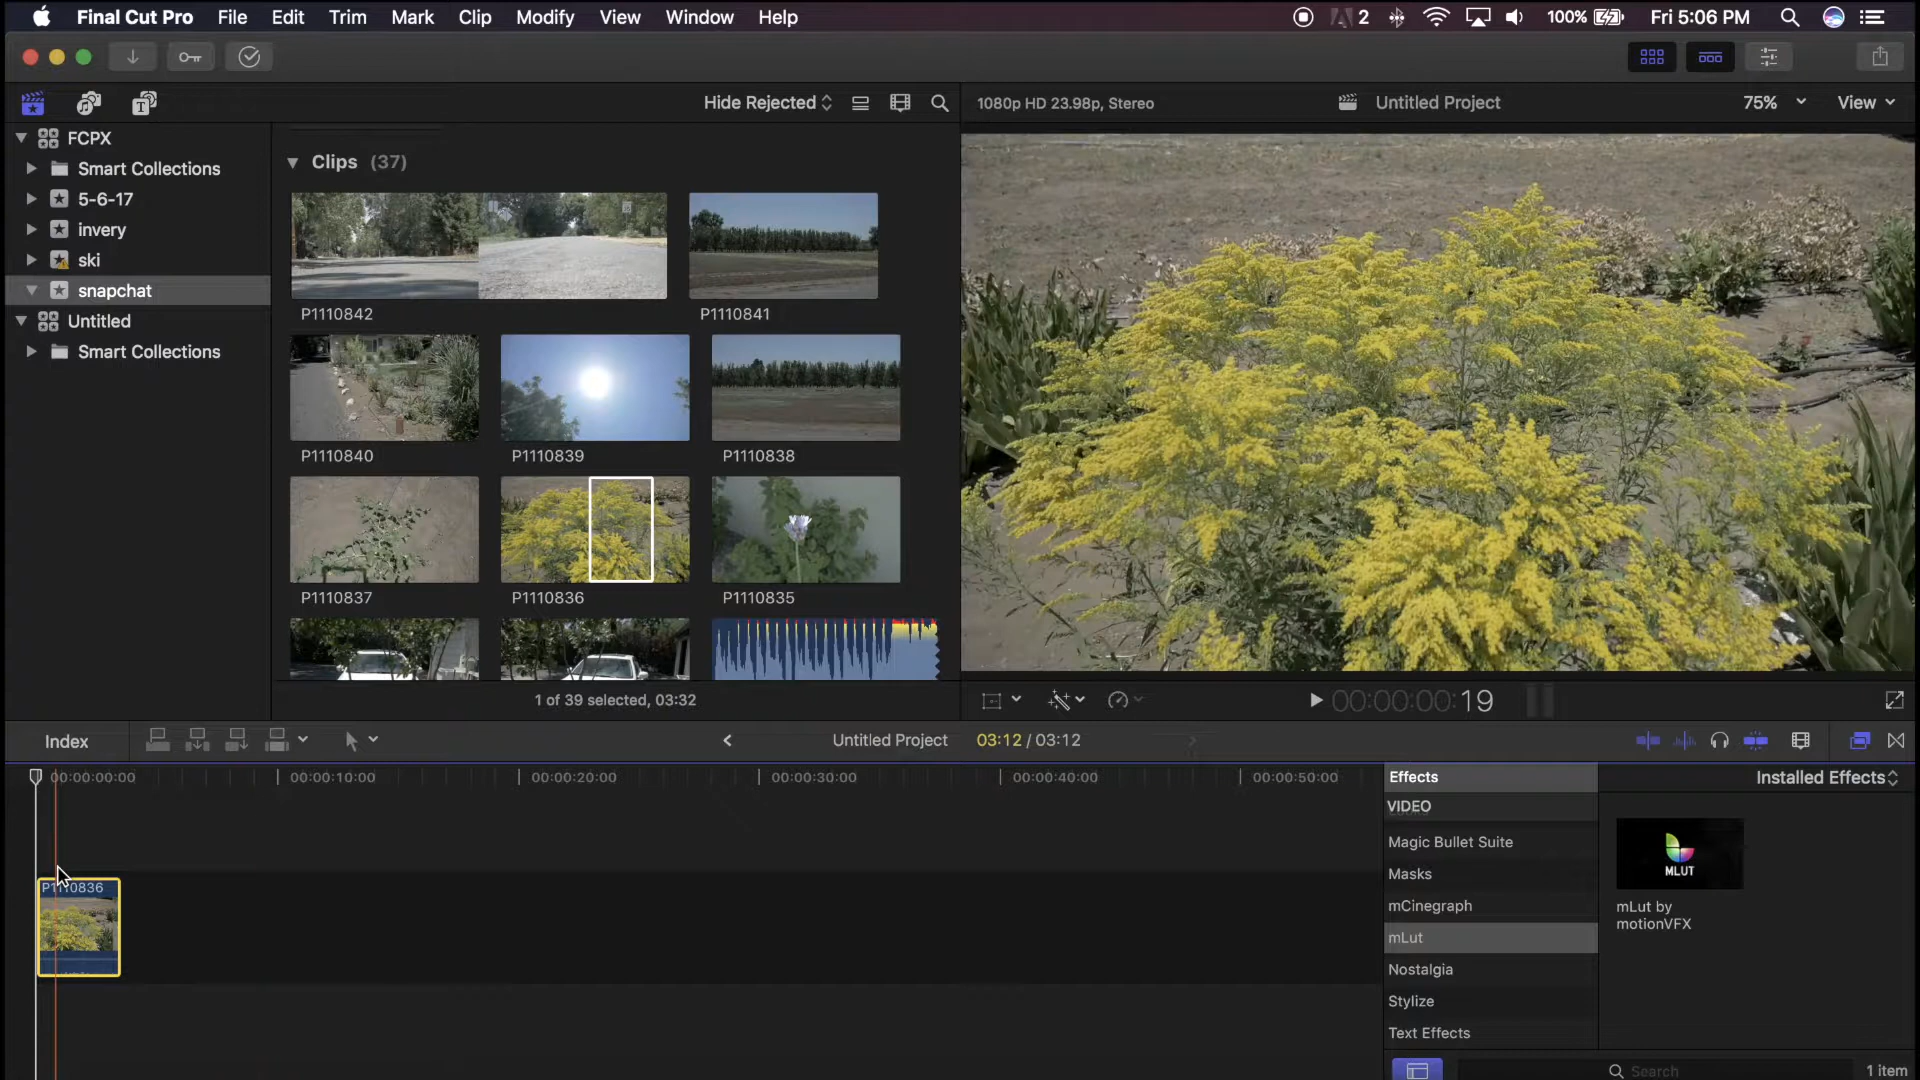 Final Cut Pro File Edit Trim Mark Clip Modify View Window Help 2 100% Fri 5:06 PM
Hide Rejected
1080p HD 23.98p, Stereo Untitled Project 75% View
FCPX
Smart Collections
5-6-17
invery
ski
snapchat
Untitled
Smart Collections
Clips (37)
P1110842 P1110841
P1110840 P1110839 P1110838
P1110837 P1110836 P1110835
1 of 39 selected, 03:32
00:00:00:19
Index Untitled Project 03:12 / 03:12
00:00:00:00 00:00:10:00 00:00:20:00 00:00:30:00 00:00:40:00 00:00:50:00
P1110836
Effects Installed Effects
VIDEO
Magic Bullet Suite
Masks
mCinegraph
mLut
Nostalgia
Stylize
Text Effects
MLUT
mLut by
motionVFX
Search 1 item